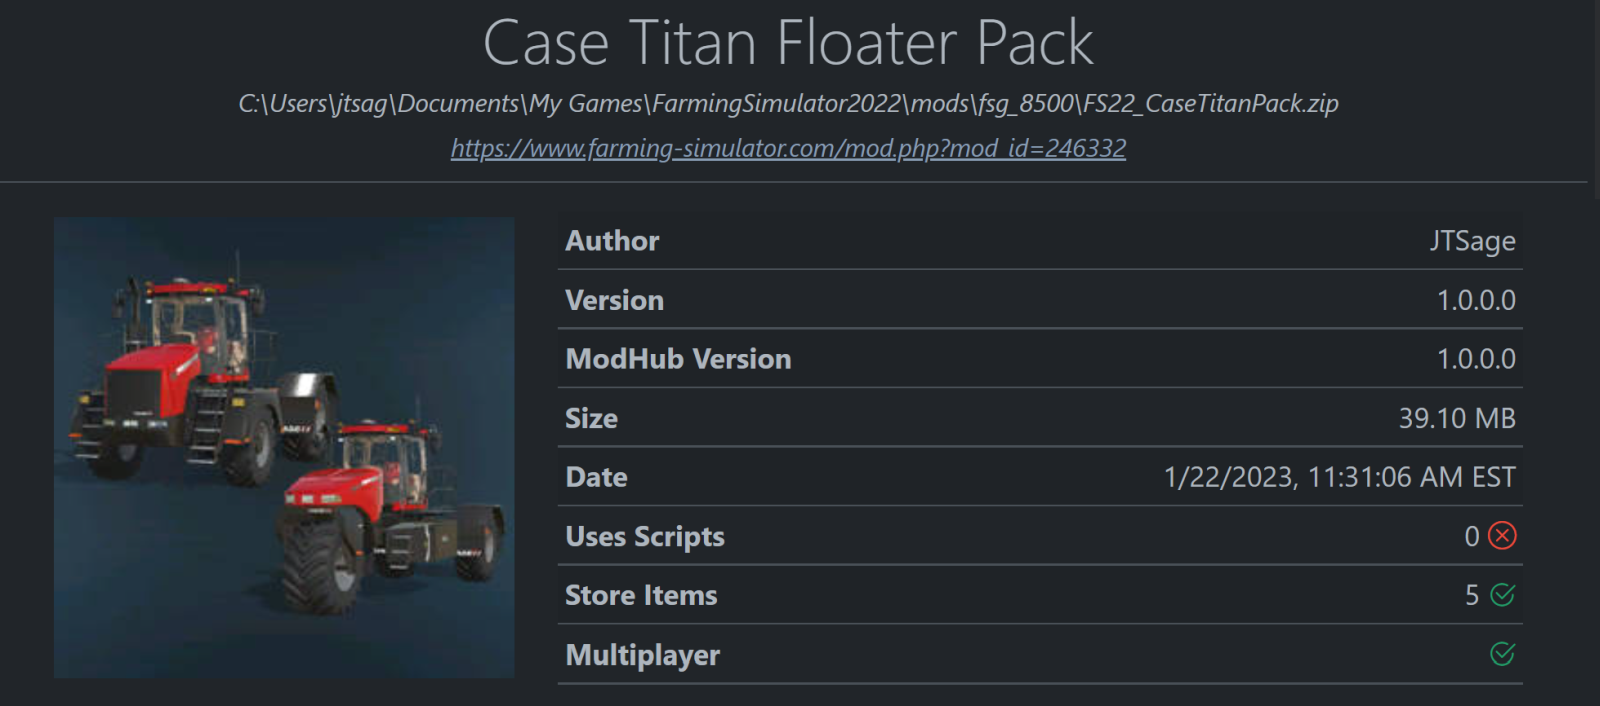 Case Titan Floater Pack
C:\Users\jtsag\Documents\My Games\FarmingSimulator2022\mods\fsg_8500\FS22_CaseTitanPack.zip
https://www.farming-simulator.com/mod.php?mod_id=246332
Author JTSage
Version 1.0.0.0
ModHub Version 1.0.0.0
Size 39.10 MB
Date 1/22/2023, 11:31:06 AM EST
Uses Scripts 0
Store Items 5
Multiplayer